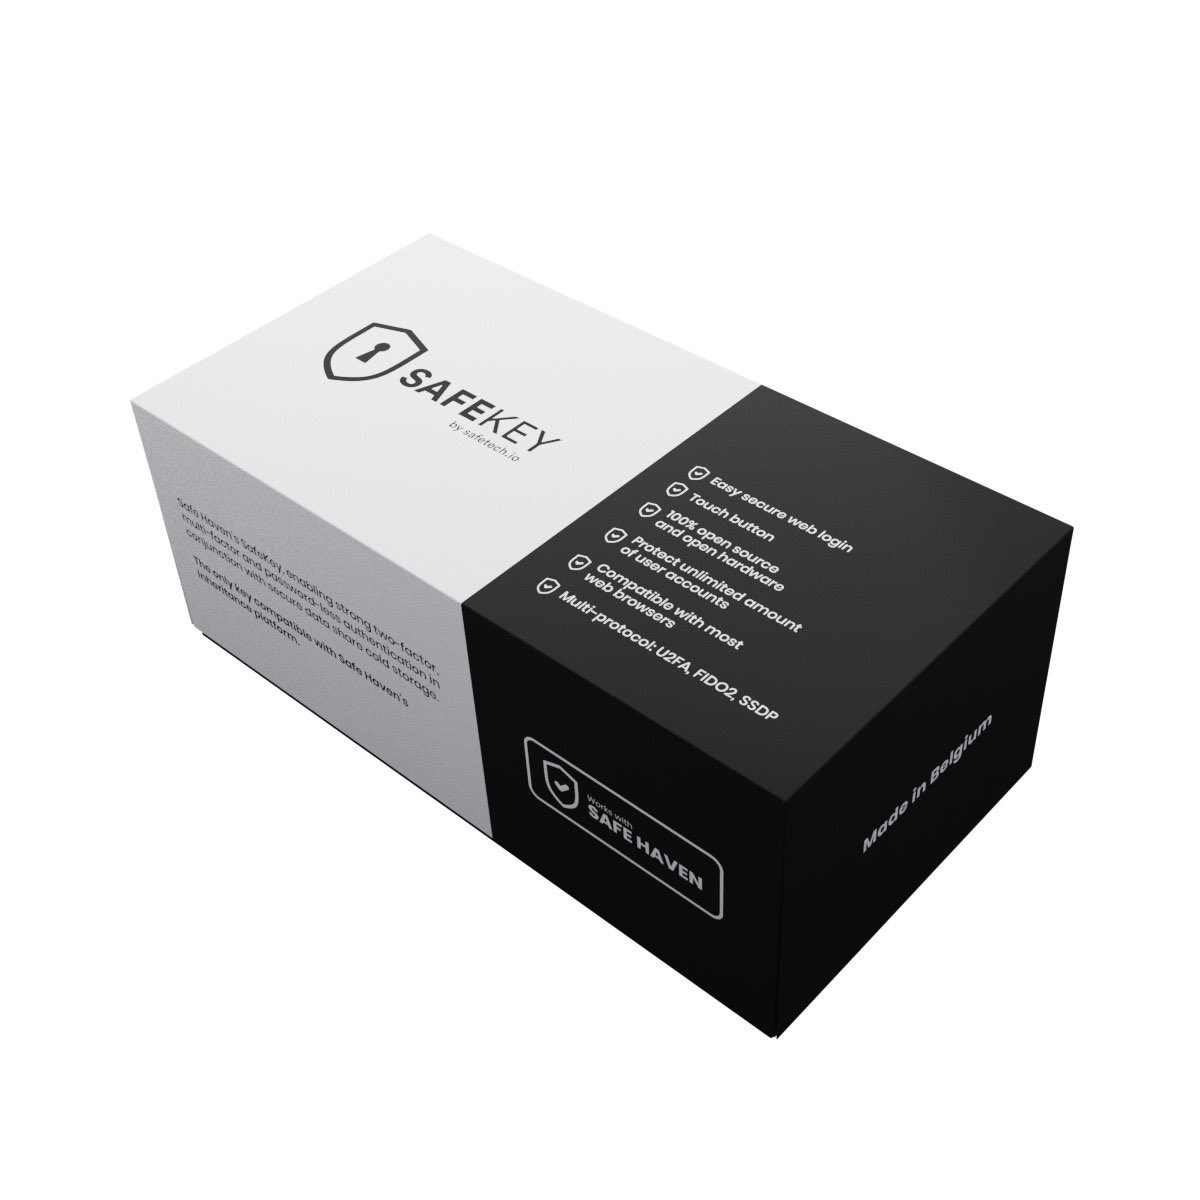 SAFEKEY
by safetech.io
Easy secure web login
Touch button
100% open source
and open hardware
Protect unlimited amount
of user accounts
Compatible with most
web browsers
Multi-protocol: U2FA, FIDO2, SSDP
Safe Haven's SafeKey, enabling strong two-factor,
multi-factor and password-less authentication in
conjunction with secure data share cold storage.
The only key compatible with Safe Haven's
inheritance platform.
Works with
SAFE HAVEN
Made in Belgium